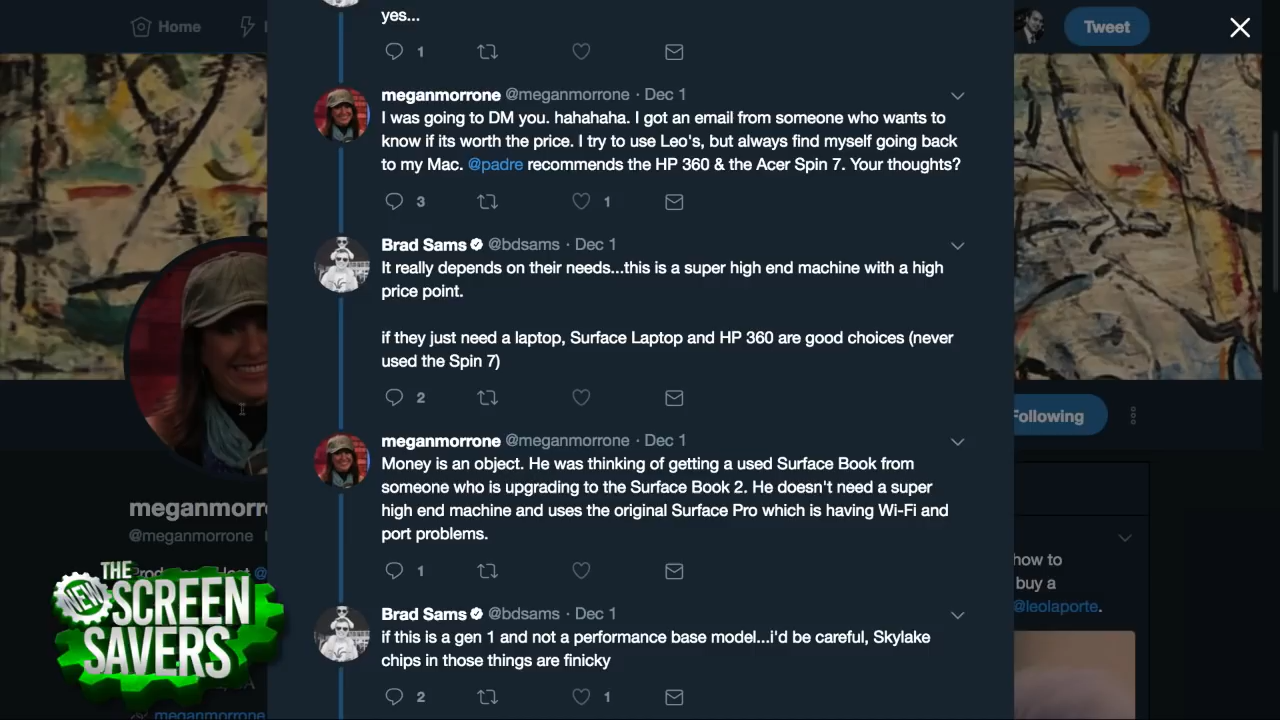 Home
Tweet
yes...
1
meganmorrone @meganmorrone · Dec 1
I was going to DM you. hahahaha. I got an email from someone who wants to
know if its worth the price. I try to use Leo's, but always find myself going back
to my Mac. @padre recommends the HP 360 & the Acer Spin 7. Your thoughts?
3 1
Brad Sams @bdsams · Dec 1
It really depends on their needs...this is a super high end machine with a high
price point.
if they just need a laptop, Surface Laptop and HP 360 are good choices (never
used the Spin 7)
2
Following
meganmorrone @meganmorrone · Dec 1
Money is an object. He was thinking of getting a used Surface Book from
someone who is upgrading to the Surface Book 2. He doesn't need a super
high end machine and uses the original Surface Pro which is having Wi-Fi and
port problems.
1
Brad Sams @bdsams · Dec 1
if this is a gen 1 and not a performance base model...i'd be careful, Skylake
chips in those things are finicky
2 1
meganmorro
@meganmorrone
how to
buy a
@leolaporte.
THE
NEW
SCREEN
SAVERS
meganmorrone